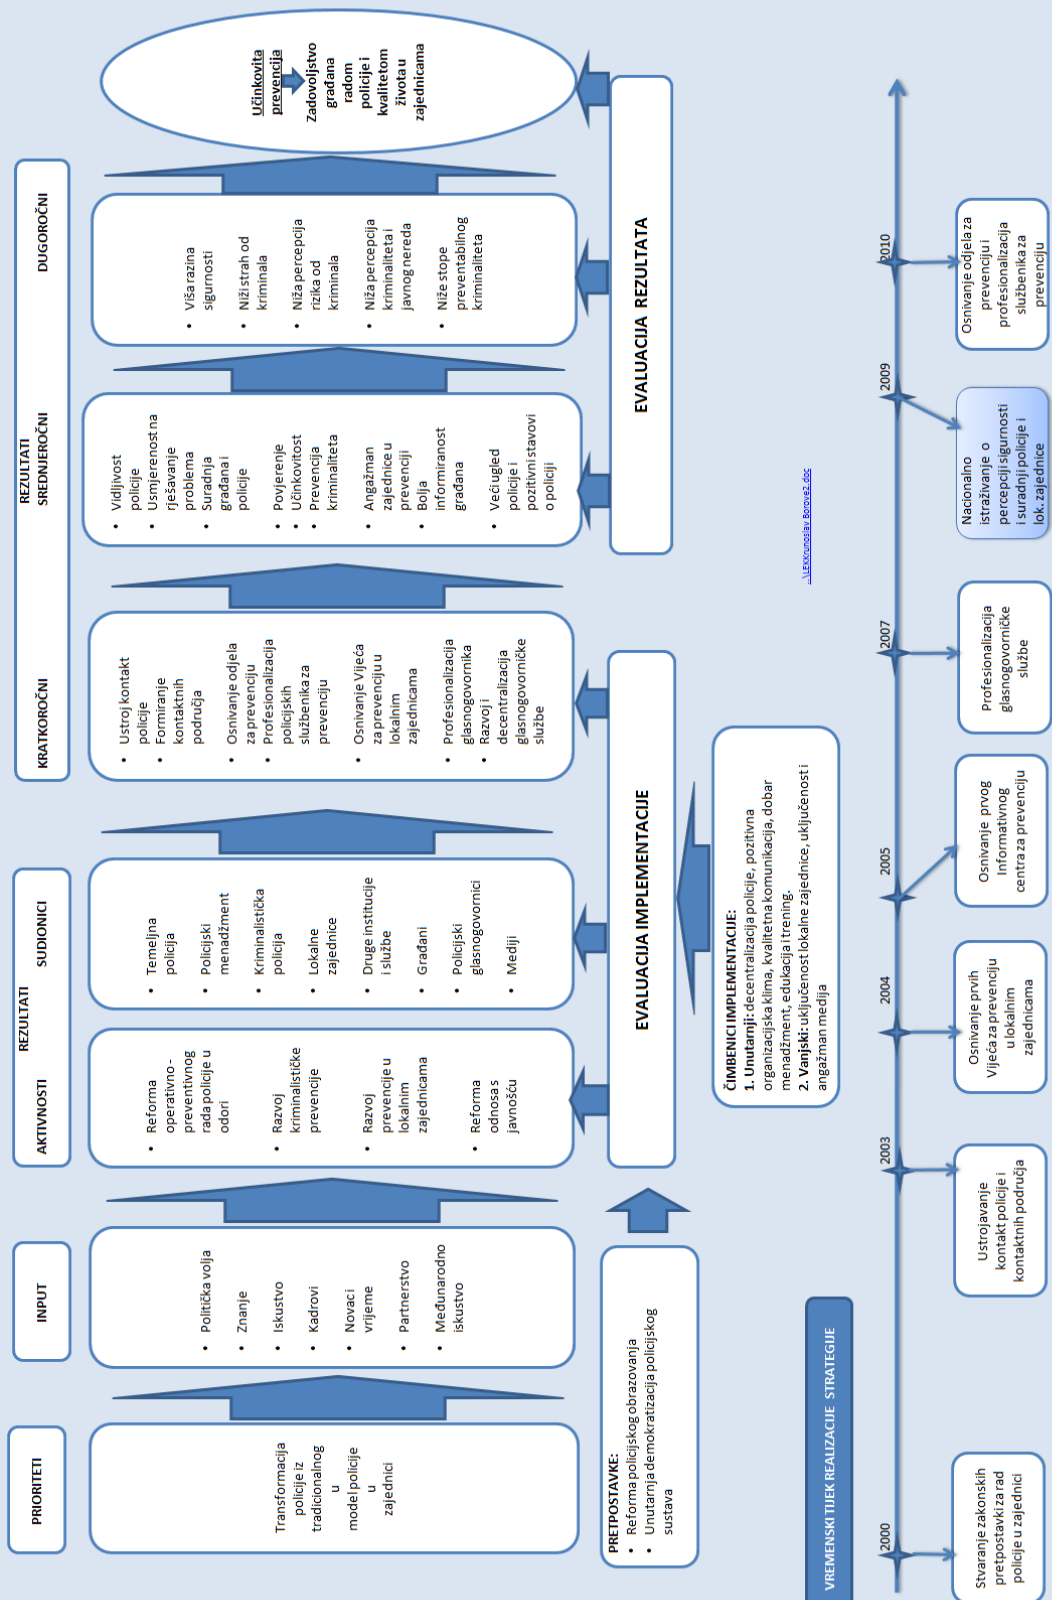 PRIORITETI
INPUT
REZULTATI
AKTIVNOSTI
SUDIONICI
REZULTATI
KRATKOROČNI
SREDNJEROČNI
DUGOROČNI
Transformacija
policije iz
tradicionalnog
u
model policije
u
zajednici
• Politička volja
• Znanje
• Iskustvo
• Kadrovi
• Novac i
vrijeme
• Partnerstvo
• Međunarodno
iskustvo
• Reforma
operativno -
preventivnog
rada policije u
odori
• Razvoj
kriminalističke
prevencije
• Razvoj
prevencije u
lokalnim
zajednicama
• Reforma
odnosa s
javnošću
• Temeljna
policija
• Policijski
menadžment
• Kriminalistička
policija
• Lokalne
zajednice
• Druge institucije
i službe
• Građani
• Policijski
glasnogovornici
• Mediji
• Ustroj kontakt
policije
• Formiranje
kontaktnih
područja
• Osnivanje odjela
za prevenciju
• Profesionalizacija
policijskih
službenika za
prevenciju
• Osnivanje Vijeća
za prevenciju u
lokalnim
zajednicama
• Profesionalizacija
glasnogovornika
• Razvoj i
decentralizacija
glasnogovorničke
službe
• Vidljivost
policije
• Usmjerenost na
rješavanje
problema
• Suradnja
građana i
policije
• Povjerenje
• Učinkovitost
• Prevencija
kriminaliteta
• Angažman
zajednice u
prevenciji
• Bolja
informiranost
građana
• Veći ugled
policije i
pozitivni stavovi
o policiji
• Viša razina
sigurnosti
• Niži strah od
kriminala
• Niža percepcija
rizika od
kriminala
• Niža percepcija
kriminaliteta i
javnog nereda
• Niže stope
preventabilnog
kriminaliteta
Učinkovita
prevencija
Zadovoljstvo
građana
radom
policije i
kvalitetom
života u
zajednicama
PRETPOSTAVKE:
• Reforma policijskog obrazovanja
• Unutarnja demokratizacija policijskog
sustava
EVALUACIJA IMPLEMENTACIJE
EVALUACIJA REZULTATA
ČIMBENICI IMPLEMENTACIJE:
1. Unutarnji: decentralizacija policije, pozitivna
organizacijska klima, kvalitetna komunikacija, dobar
menadžment, edukacija i trening.
2. Vanjski: uključenost lokalne zajednice, uključenost i
angažman medija
..\LEKKrunoslav Borovec2.doc
VREMENSKI TIJEK REALIZACIJE STRATEGIJE
2000
2003
2004
2005
2007
2009
2010
Stvaranje zakonskih
pretpostavki za rad
policije u zajednici
Ustrojavanje
kontakt policije i
kontaktnih područja
Osnivanje prvih
Vijeća za prevenciju
u lokalnim
zajednicama
Osnivanje prvog
Informativnog
centra za prevenciju
Profesionalizacija
glasnogovorničke
službe
Nacionalno
istraživanje o
percepciji sigurnosti
i suradnji policije i
lok. zajednice
Osnivanje odjela za
prevenciju i
profesionalizacija
službenika za
prevenciju